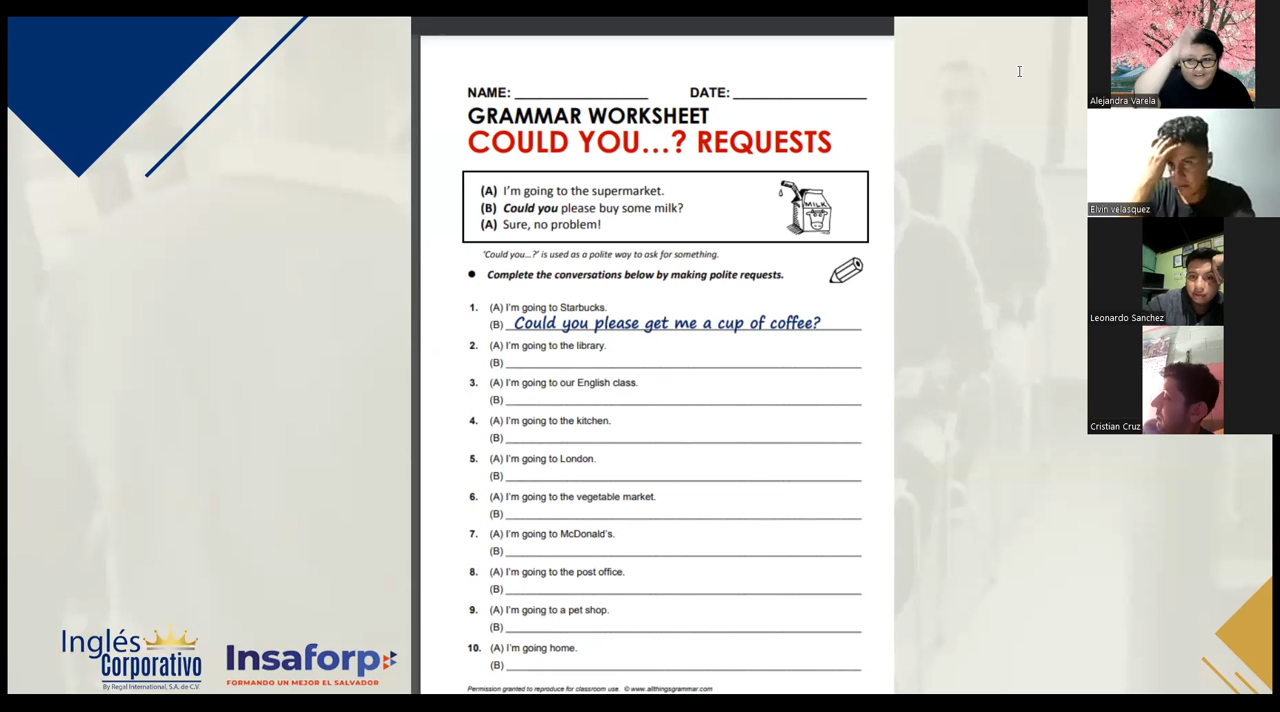 NAME: ____________________ DATE: ____________________
GRAMMAR WORKSHEET
COULD YOU...? REQUESTS
(A) I'm going to the supermarket.
(B) Could you please buy some milk?
(A) Sure, no problem!
MILK
'Could you...?' is used as a polite way to ask for something.
● Complete the conversations below by making polite requests.
1. (A) I'm going to Starbucks.
(B) Could you please get me a cup of coffee?
2. (A) I'm going to the library.
(B)
3. (A) I'm going to our English class.
(B)
4. (A) I'm going to the kitchen.
(B)
5. (A) I'm going to London.
(B)
6. (A) I'm going to the vegetable market.
(B)
7. (A) I'm going to McDonald's.
(B)
8. (A) I'm going to the post office.
(B)
9. (A) I'm going to a pet shop.
(B)
10. (A) I'm going home.
(B)
Permission granted to reproduce for classroom use. © www.allthingsgrammar.com
Inglés
Corporativo
By Regal International, S.A. de C.V.
Insaforp
FORMANDO UN MEJOR EL SALVADOR
Alejandra Varela
Elvin velasquez
Leonardo Sanchez
Cristian Cruz